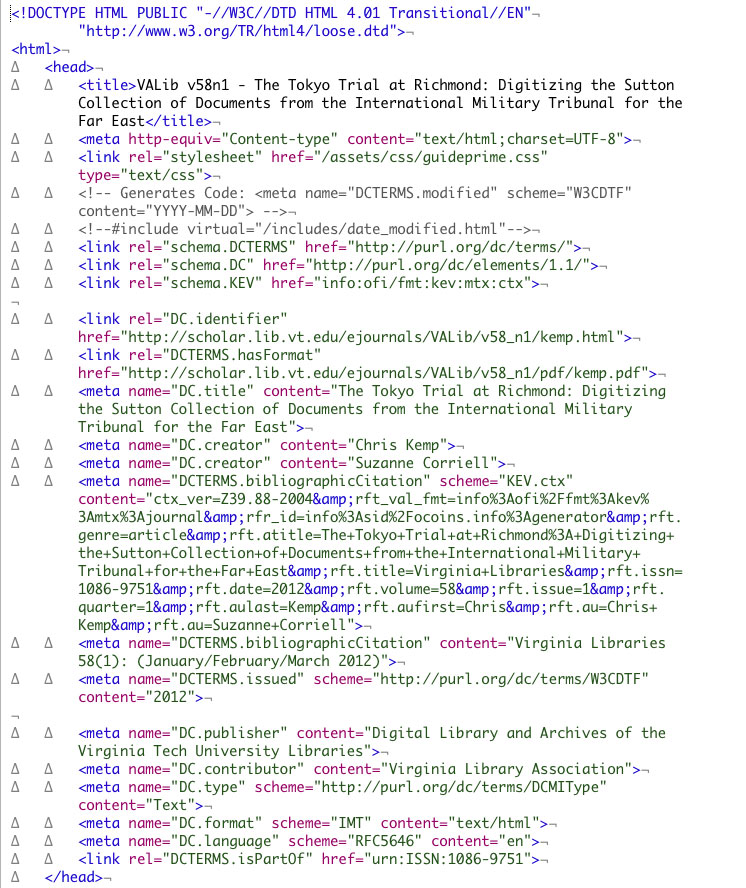 <!DOCTYPE HTML PUBLIC "-//W3C//DTD HTML 4.01 Transitional//EN"¬
"http://www.w3.org/TR/html4/loose.dtd">¬
<html>¬
∆ <head>¬
∆ ∆ <title>VALib v58n1 - The Tokyo Trial at Richmond: Digitizing the Sutton
Collection of Documents from the International Military Tribunal for the
Far East</title>¬
∆ ∆ <meta http-equiv="Content-type" content="text/html;charset=UTF-8">¬
∆ ∆ <link rel="stylesheet" href="/assets/css/guideprime.css"
type="text/css">¬
∆ ∆ <!-- Generates Code: <meta name="DCTERMS.modified" scheme="W3CDTF"
content="YYYY-MM-DD"> -->¬
∆ ∆ <!--#include virtual="/includes/date_modified.html"-->¬
∆ ∆ <link rel="schema.DCTERMS" href="http://purl.org/dc/terms/">¬
∆ ∆ <link rel="schema.DC" href="http://purl.org/dc/elements/1.1/">¬
∆ ∆ <link rel="schema.KEV" href="info:ofi/fmt:kev:mtx:ctx">¬
¬
∆ ∆ <link rel="DC.identifier"
href="http://scholar.lib.vt.edu/ejournals/VALib/v58_n1/kemp.html">¬
∆ ∆ <link rel="DCTERMS.hasFormat"
href="http://scholar.lib.vt.edu/ejournals/VALib/v58_n1/pdf/kemp.pdf">¬
∆ ∆ <meta name="DC.title" content="The Tokyo Trial at Richmond: Digitizing
the Sutton Collection of Documents from the International Military
Tribunal for the Far East">¬
∆ ∆ <meta name="DC.creator" content="Chris Kemp">¬
∆ ∆ <meta name="DC.creator" content="Suzanne Corriell">¬
∆ ∆ <meta name="DCTERMS.bibliographicCitation" scheme="KEV.ctx"
content="ctx_ver=Z39.88-2004&amp;rft_val_fmt=info%3Aofi%2Ffmt%3Akev%
3Amtx%3Ajournal&amp;rfr_id=info%3Asid%2Focoins.info%3Agenerator&amp;rft.
genre=article&amp;rft.atitle=The+Tokyo+Trial+at+Richmond%3A+Digitizing+
the+Sutton+Collection+of+Documents+from+the+International+Military+
Tribunal+for+the+Far+East&amp;rft.title=Virginia+Libraries&amp;rft.issn=
1086-9751&amp;rft.date=2012&amp;rft.volume=58&amp;rft.issue=1&amp;rft.
quarter=1&amp;rft.aulast=Kemp&amp;rft.aufirst=Chris&amp;rft.au=Chris+
Kemp&amp;rft.au=Suzanne+Corriell">¬
∆ ∆ <meta name="DCTERMS.bibliographicCitation" content="Virginia Libraries
58(1): (January/February/March 2012)">¬
∆ ∆ <meta name="DCTERMS.issued" scheme="http://purl.org/dc/terms/W3CDTF"
content="2012">¬
¬
∆ ∆ <meta name="DC.publisher" content="Digital Library and Archives of the
Virginia Tech University Libraries">¬
∆ ∆ <meta name="DC.contributor" content="Virginia Library Association">¬
∆ ∆ <meta name="DC.type" scheme="http://purl.org/dc/terms/DCMIType"
content="Text">¬
∆ ∆ <meta name="DC.format" scheme="IMT" content="text/html">¬
∆ ∆ <meta name="DC.language" scheme="RFC5646" content="en">¬
∆ ∆ <link rel="DCTERMS.isPartOf" href="urn:ISSN:1086-9751">¬
∆ </head>¬